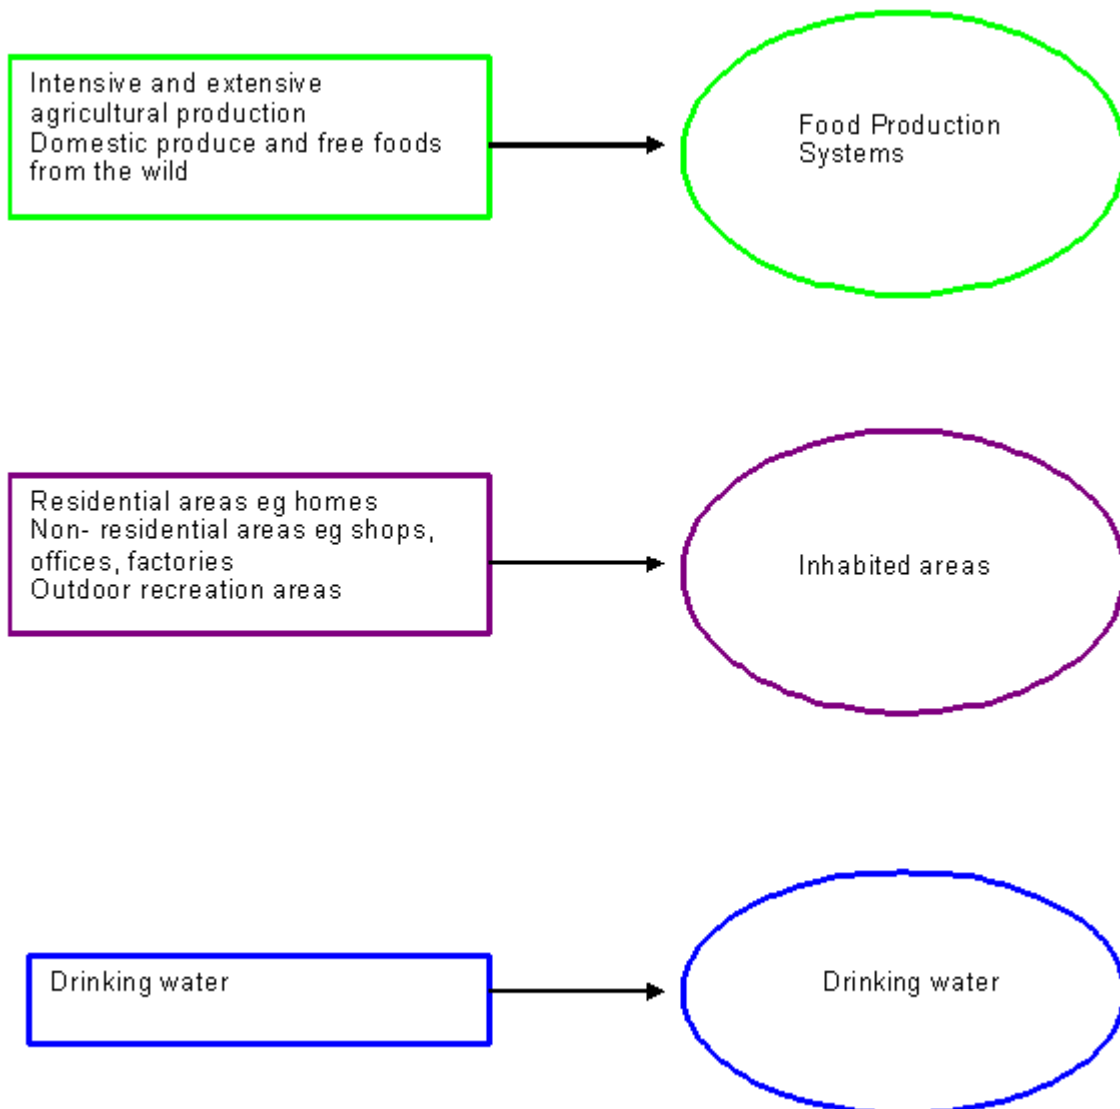 Intensive and extensive
agricultural production
Domestic produce and free foods
from the wild
Food Production
Systems
Residential areas eg homes
Non- residential areas eg shops,
offices, factories
Outdoor recreation areas
Inhabited areas
Drinking water
Drinking water